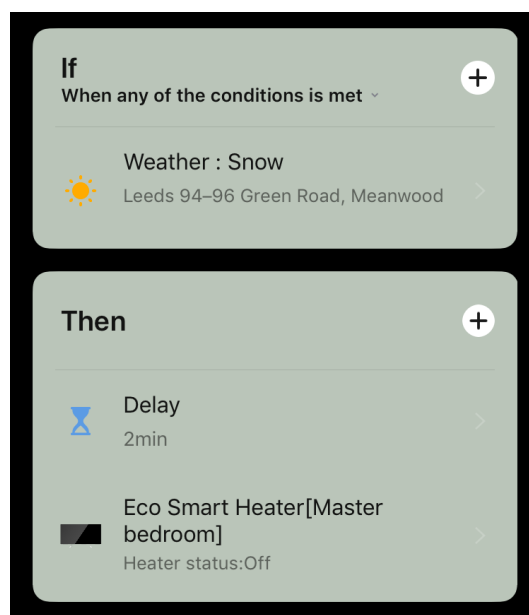 If
When any of the conditions is met
Weather : Snow
Leeds 94–96 Green Road, Meanwood
Then
Delay
2min
Eco Smart Heater[Master
bedroom]
Heater status:Off